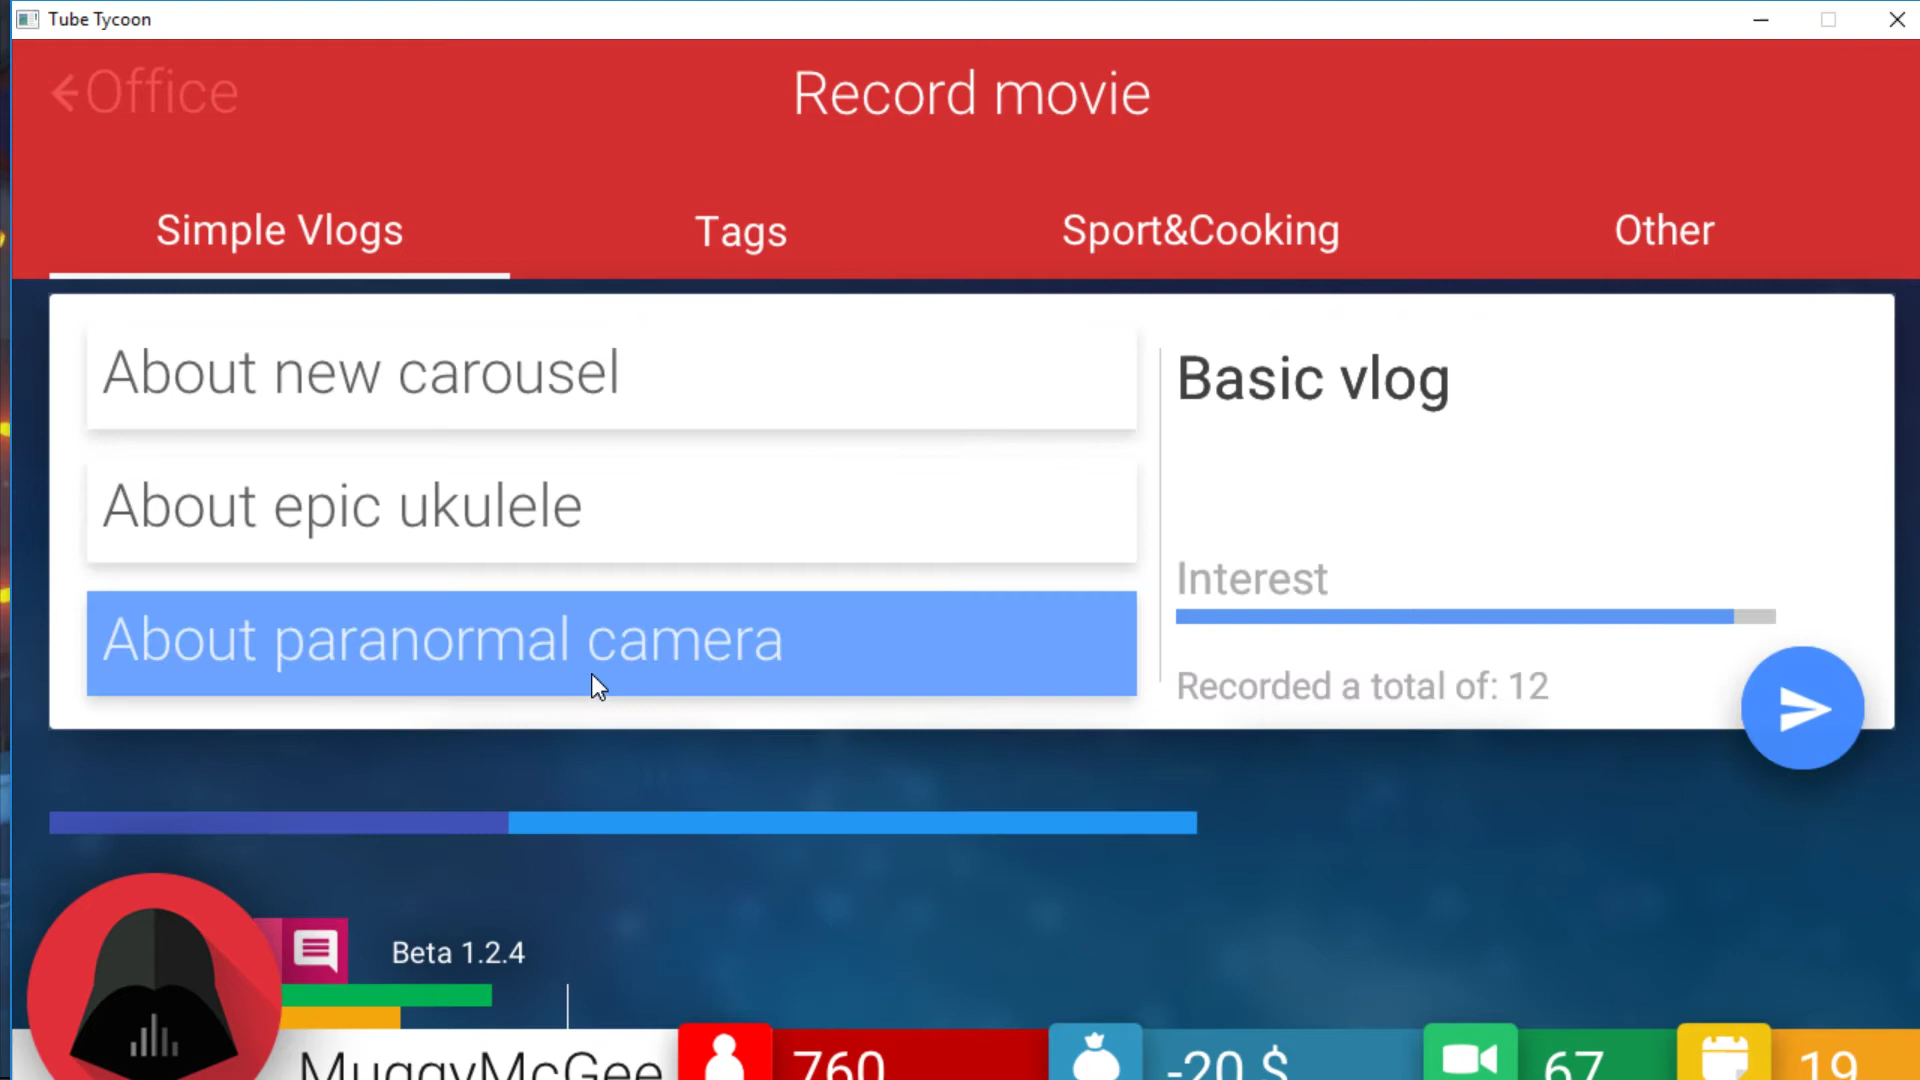 Tube Tycoon
Office
Record movie
Simple Vlogs
Tags
Sport&Cooking
Other
About new carousel
About epic ukulele
About paranormal camera
Basic vlog
Interest
Recorded a total of: 12
Beta 1.2.4
MuggyMcGee
760
-20 $
67
19